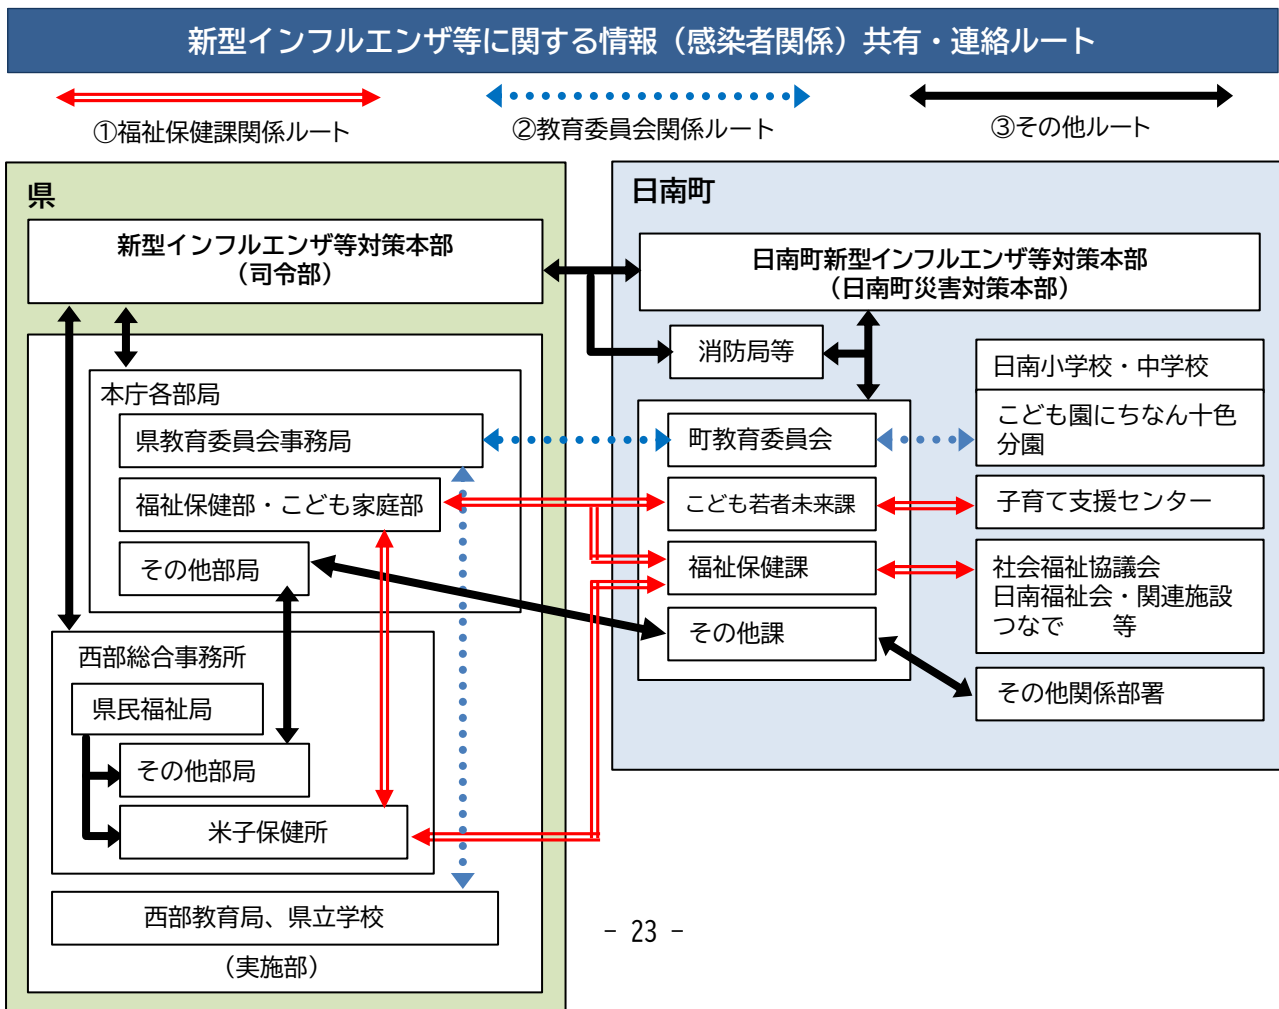 新型インフルエンザ等に関する情報（感染者関係）共有・連絡ルート
①福祉保健課関係ルート
②教育委員会関係ルート
③その他ルート
県
新型インフルエンザ等対策本部
（司令部）
本庁各部局
県教育委員会事務局
福祉保健部・こども家庭部
その他部局
西部総合事務所
県民福祉局
その他部局
米子保健所
西部教育局、県立学校
（実施部）
日南町
日南町新型インフルエンザ等対策本部
（日南町災害対策本部）
消防局等
町教育委員会
こども若者未来課
福祉保健課
その他課
日南小学校・中学校
こども園にちなん十色
分園
子育て支援センター
社会福祉協議会
日南福祉会・関連施設
つなで　　等
その他関係部署
- 23 -